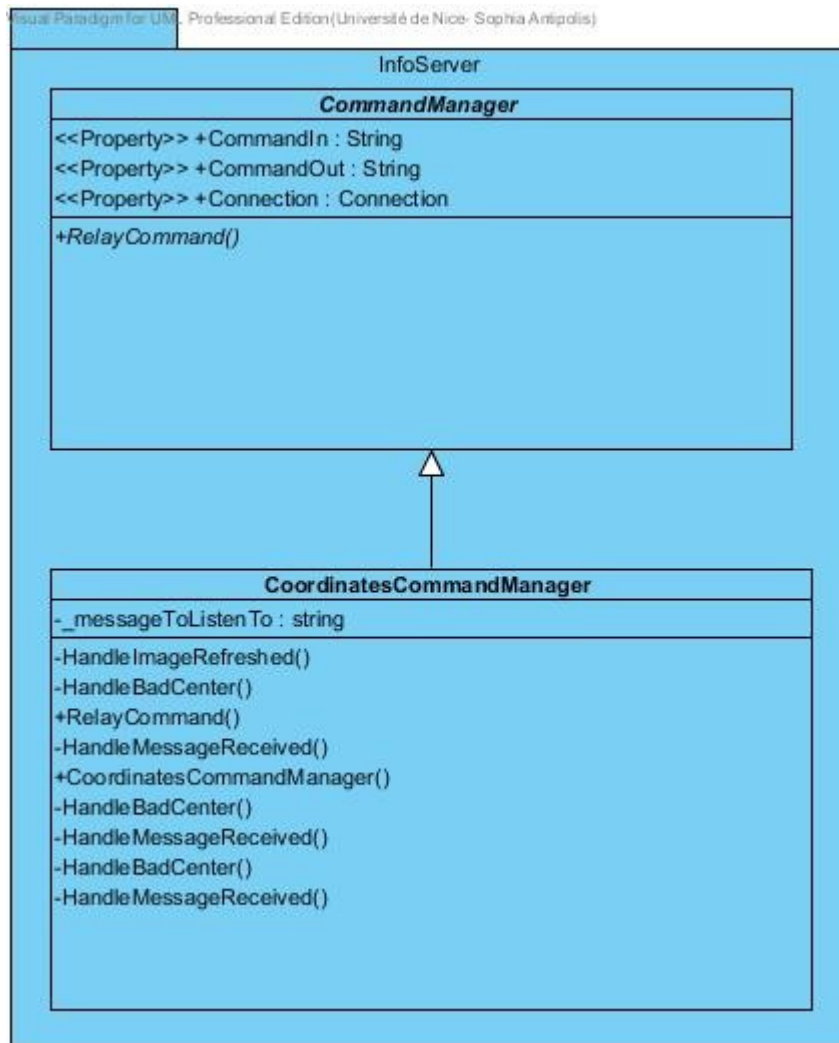 Visual Paradigm for UML Professional Edition(Université de Nice- Sophia Antipolis)
InfoServer
CommandManager
<<Property>> +CommandIn : String
<<Property>> +CommandOut : String
<<Property>> +Connection : Connection
+RelayCommand()
CoordinatesCommandManager
-_messageToListenTo : string
-HandleImageRefreshed()
-HandleBadCenter()
+RelayCommand()
-HandleMessageReceived()
+CoordinatesCommandManager()
-HandleBadCenter()
-HandleMessageReceived()
-HandleBadCenter()
-HandleMessageReceived()